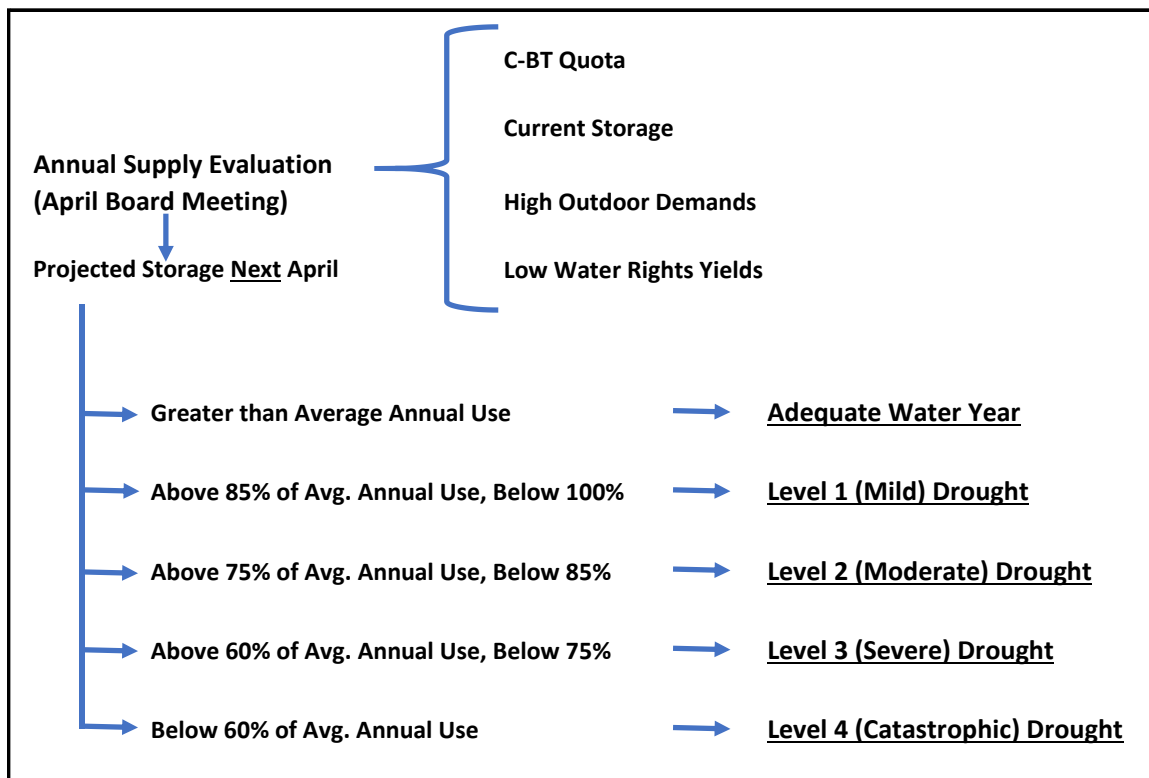 C-BT Quota
Current Storage
Annual Supply Evaluation
(April Board Meeting)
High Outdoor Demands
Projected Storage Next April
Low Water Rights Yields
Greater than Average Annual Use
Adequate Water Year
Above 85% of Avg. Annual Use, Below 100%
Level 1 (Mild) Drought
Above 75% of Avg. Annual Use, Below 85%
Level 2 (Moderate) Drought
Above 60% of Avg. Annual Use, Below 75%
Level 3 (Severe) Drought
Below 60% of Avg. Annual Use
Level 4 (Catastrophic) Drought